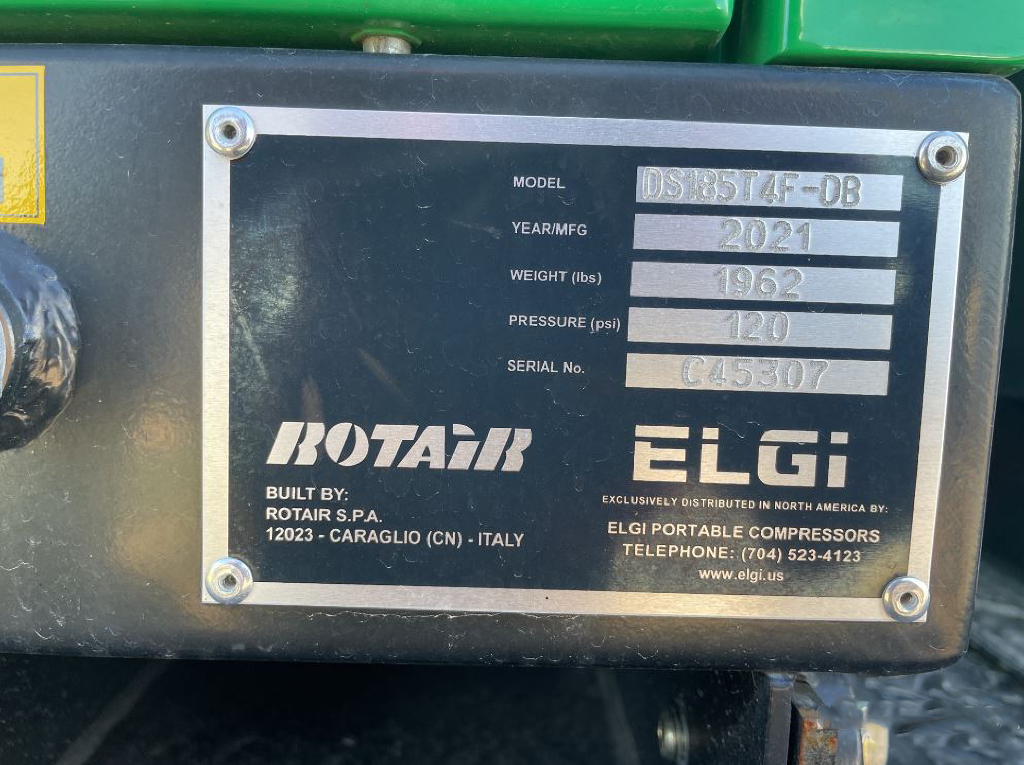 MODEL DS185T4F-DB
YEAR/MFG 2021
WEIGHT (lbs) 1962
PRESSURE (psi) 120
SERIAL No. C45307
ROTAiR
BUILT BY:
ROTAIR S.P.A.
12023 - CARAGLIO (CN) - ITALY
ELGi
EXCLUSIVELY DISTRIBUTED IN NORTH AMERICA BY:
ELGI PORTABLE COMPRESSORS
TELEPHONE: (704) 523-4123
www.elgi.us